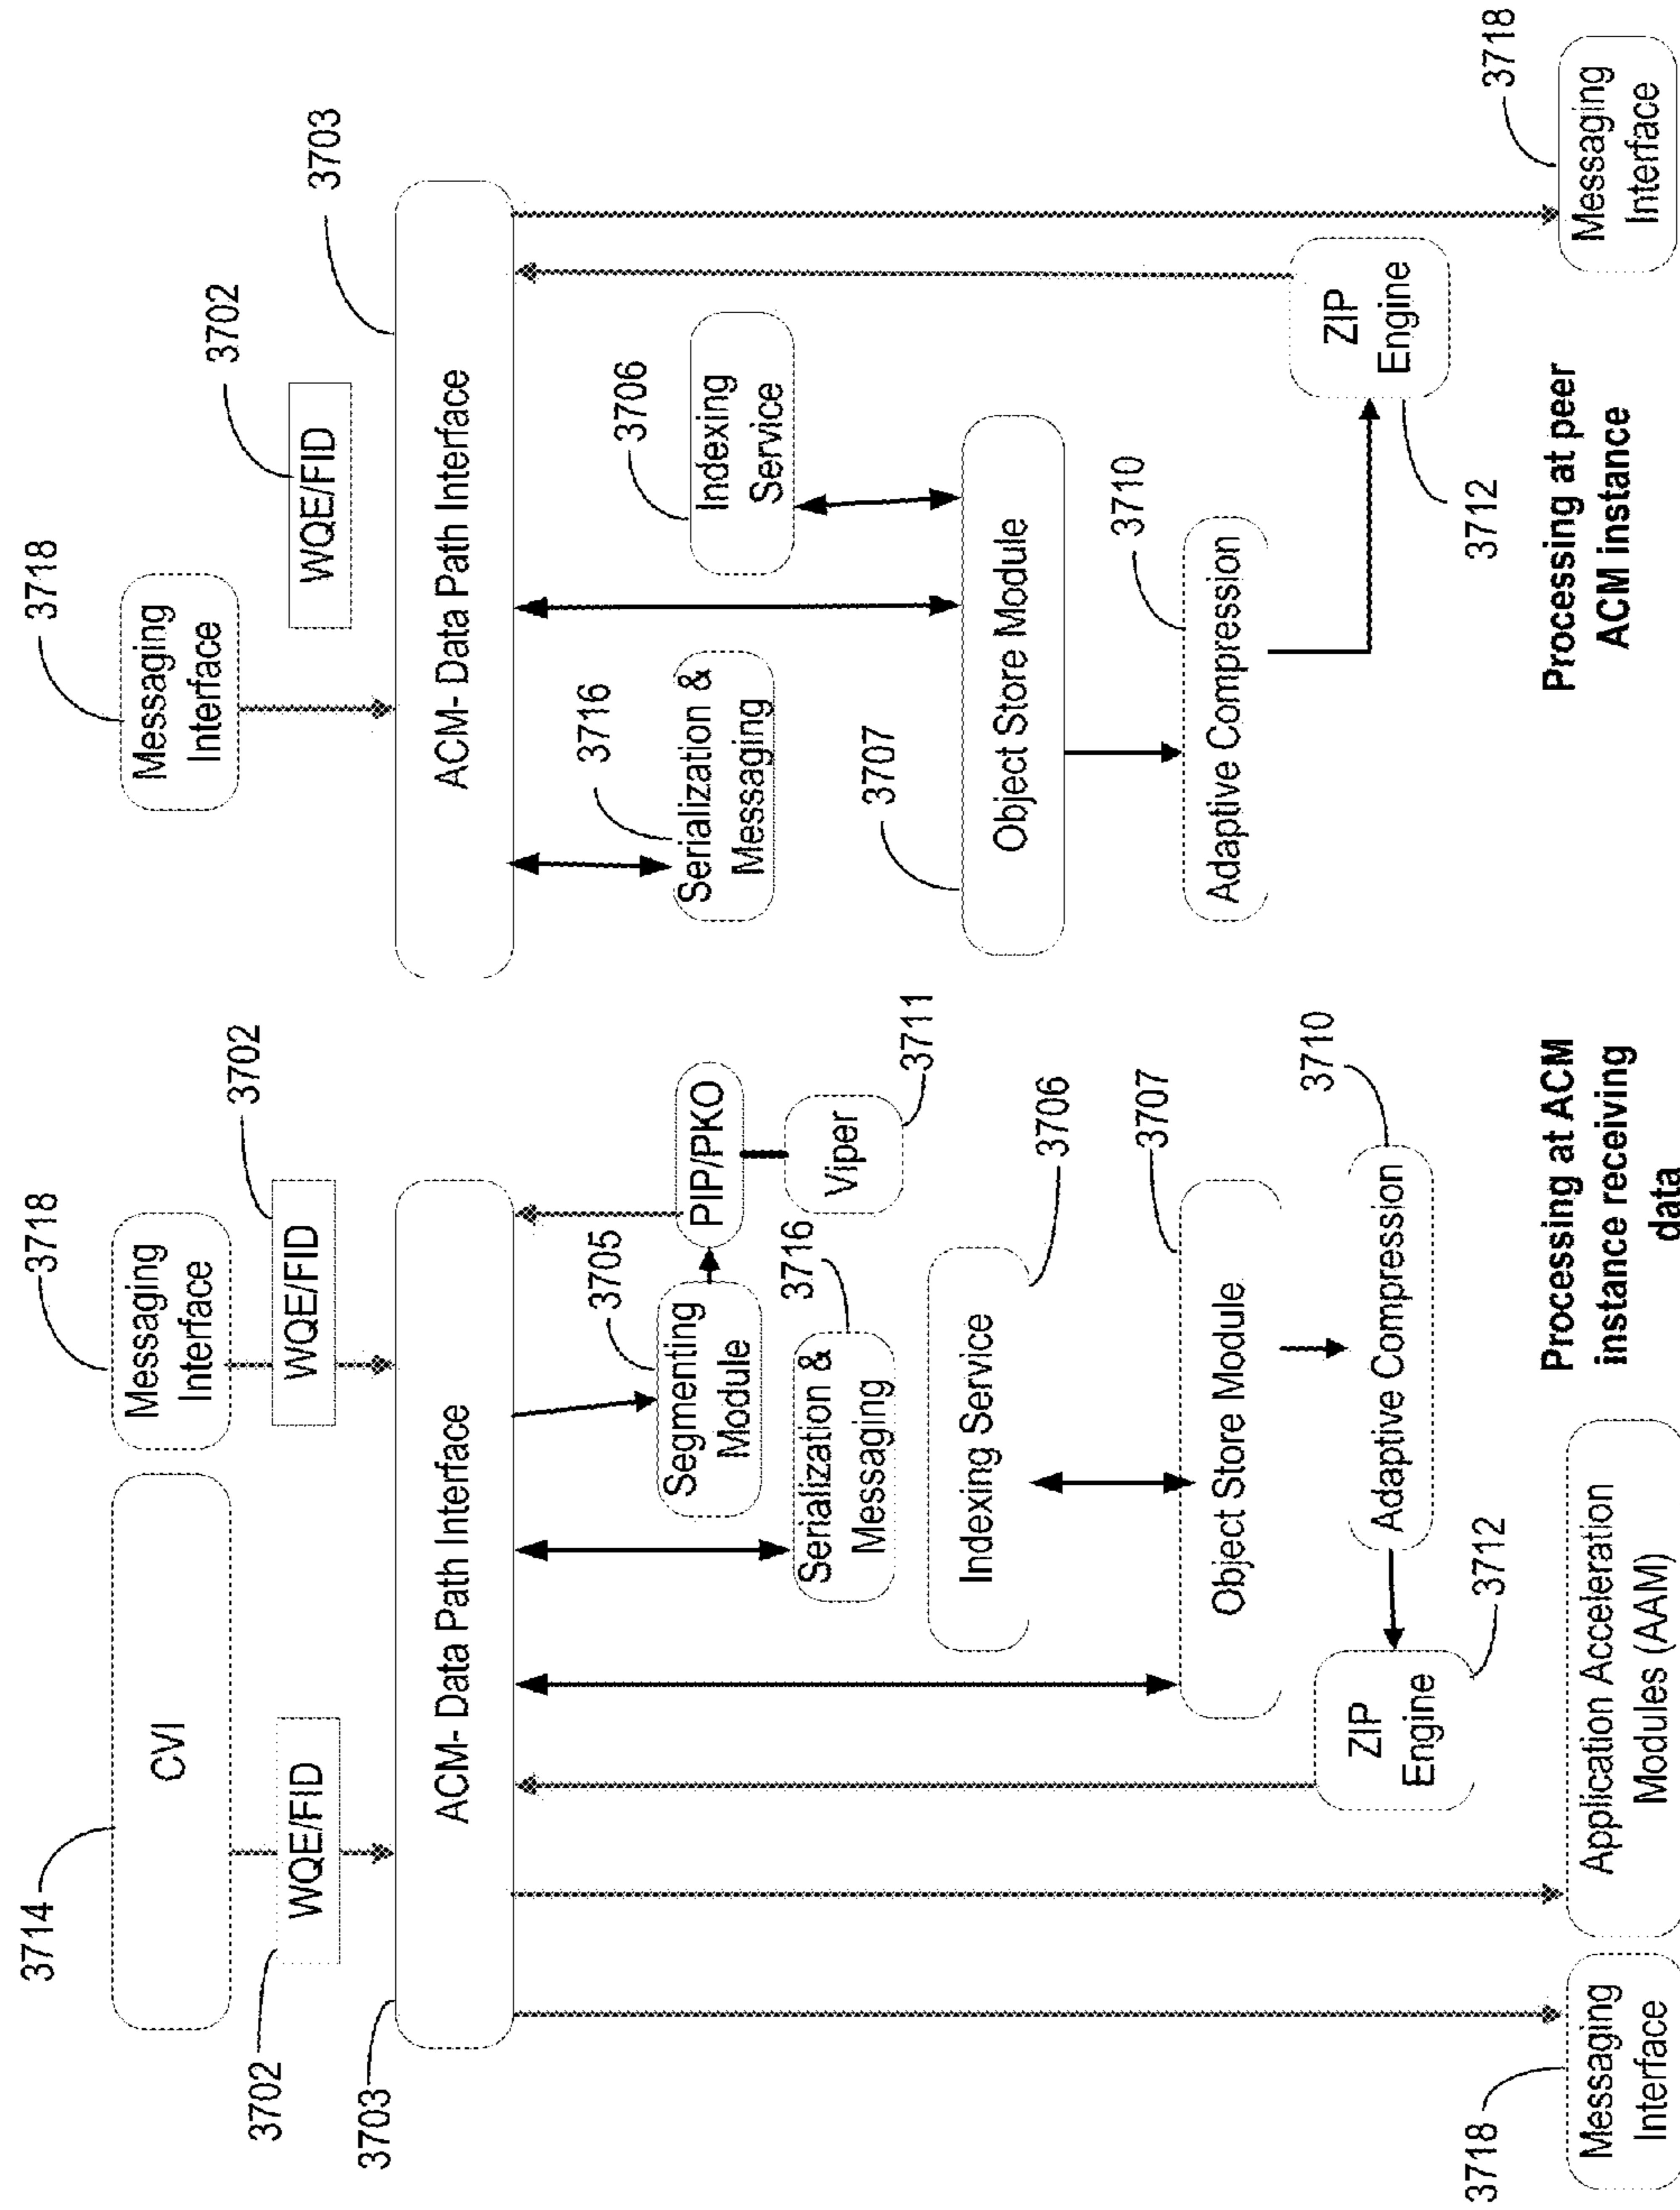 3714
CVI
3718
Messaging
Interface
3702
WQE/FID
WQE/FID
3702
3703
ACM- Data Path Interface
3705
Segmenting
Module
PIP/PKO
Viper
3711
3716
Serialization &
Messaging
Indexing Service
3706
3707
Object Store Module
3710
Adaptive Compression
ZIP
Engine
3712
3718
Messaging
Interface
Application Acceleration
Modules (AAM)
Processing at ACM
instance receiving
data
3718
Messaging
Interface
WQE/FID
3702
3703
ACM- Data Path Interface
3716
Serialization &
Messaging
3706
Indexing
Service
3707
Object Store Module
3710
Adaptive Compression
ZIP
Engine
3712
3718
Messaging
Interface
Processing at peer
ACM instance